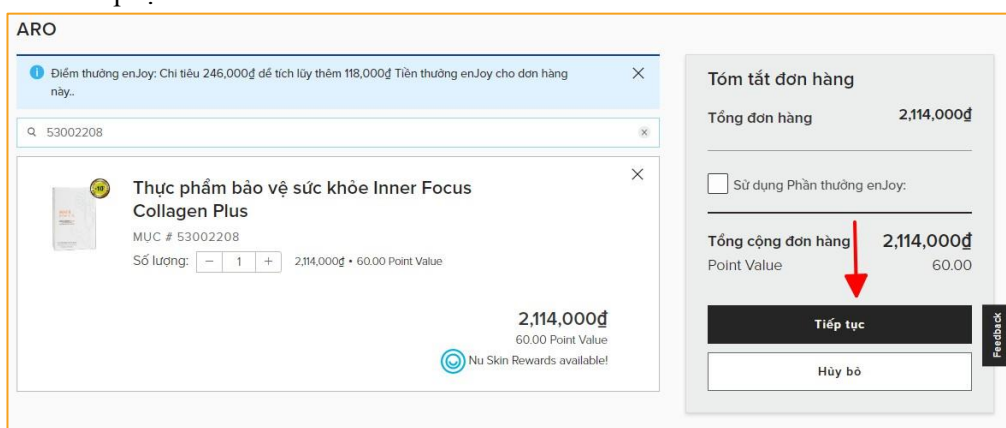 ARO
Điểm thưởng enJoy: Chi tiêu 246,000₫ để tích lũy thêm 118,000₫ Tiền thưởng enJoy cho đơn hàng
này..
53002208
Thực phẩm bảo vệ sức khỏe Inner Focus
Collagen Plus
MỤC # 53002208
Số lượng: − 1 + 2,114,000₫ • 60.00 Point Value
2,114,000₫
60.00 Point Value
Nu Skin Rewards available!
Tóm tắt đơn hàng
Tổng đơn hàng 2,114,000₫
Sử dụng Phần thưởng enJoy:
Tổng cộng đơn hàng 2,114,000₫
Point Value 60.00
Tiếp tục
Hủy bỏ
Feedback